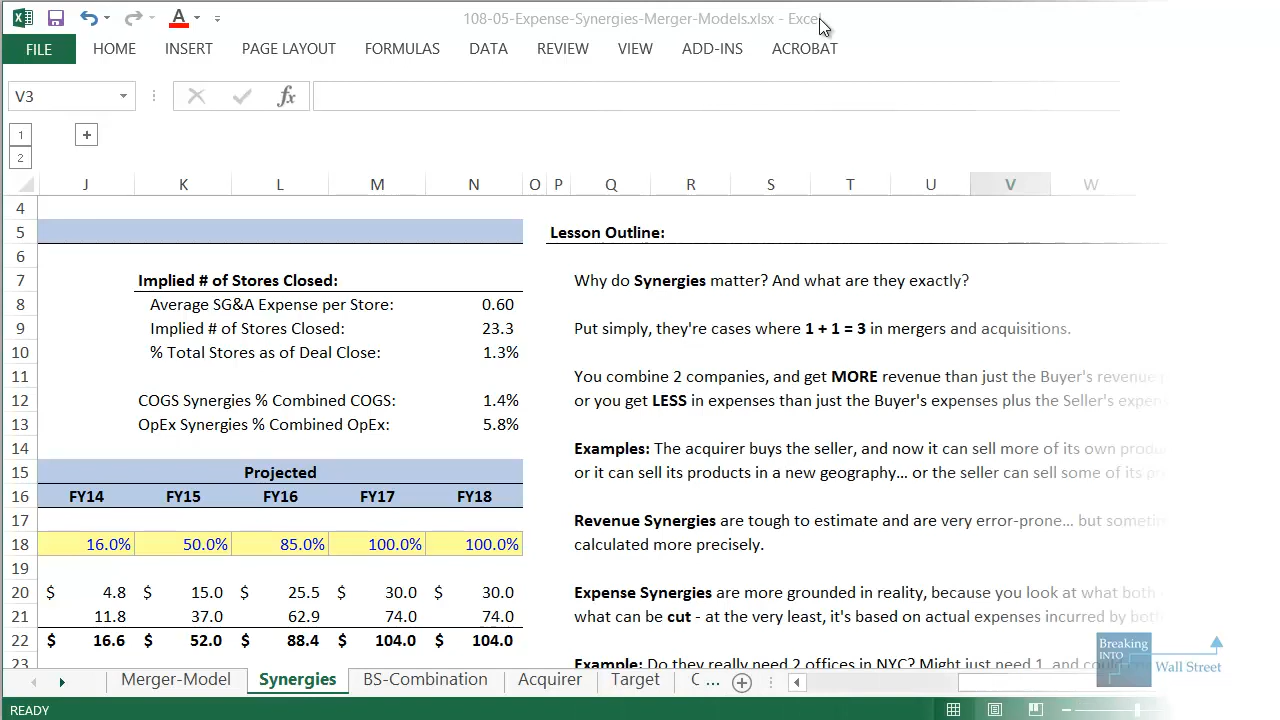 108-05-Expense-Synergies-Merger-Models.xlsx - Excel
FILE HOME INSERT PAGE LAYOUT FORMULAS DATA REVIEW VIEW ADD-INS ACROBAT
V3 fx
1
2
J K L M N O P Q R S T U V W
4
5 Lesson Outline:
6
7 Implied # of Stores Closed: Why do Synergies matter? And what are they exactly?
8 Average SG&A Expense per Store: 0.60
9 Implied # of Stores Closed: 23.3 Put simply, they're cases where 1 + 1 = 3 in mergers and acquisitions.
10 % Total Stores as of Deal Close: 1.3%
11 You combine 2 companies, and get MORE revenue than just the Buyer's revenue
12 COGS Synergies % Combined COGS: 1.4% or you get LESS in expenses than just the Buyer's expenses plus the Seller's
13 OpEx Synergies % Combined OpEx: 5.8%
14 Examples: The acquirer buys the seller, and now it can sell more of its own
15 Projected or it can sell its products in a new geography... or the seller can sell some of its
16 FY14 FY15 FY16 FY17 FY18
17 Revenue Synergies are tough to estimate and are very error-prone... but
18 16.0% 50.0% 85.0% 100.0% 100.0% calculated more precisely.
19
20 $ 4.8 $ 15.0 $ 25.5 $ 30.0 $ 30.0 Expense Synergies are more grounded in reality, because you look at what both
21 11.8 37.0 62.9 74.0 74.0 what can be cut - at the very least, it's based on actual expenses incurred by
22 $ 16.6 $ 52.0 $ 88.4 $ 104.0 $ 104.0
23 Example: Do they really need 2 offices in NYC? Might just need 1, and
Merger-Model Synergies BS-Combination Acquirer Target C ...
READY
Breaking
INTO
Wall Street